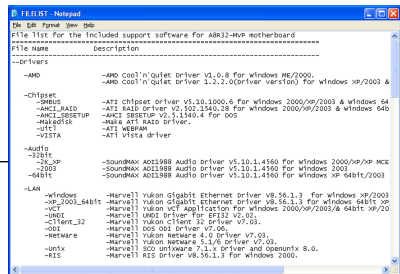 FILELIST - Notepad
File Edit Format View Help
File list for the included support software for A8R32-MVP motherboard
File Name Description
--Drivers
-AMD -AMD Cool'n'Quiet Driver V1.0.8 for Windows ME/2000.
-AMD Cool'n'Quiet Driver 1.2.2.0(Driver version) for Windows XP/2003 &
-Chipset
-SMBUS -ATI Chipset Driver V5.10.1000.6 for Windows 2000/XP/2003 & Windows 64
-AHCI_RAID -ATI RAID Driver V2.502.1540.28 for Windows 2000/XP/2003 & Windows 64b
-AHCI_SBSETUP -AHCI SBSETUP V2.5.1540.4 for DOS
-Makedisk -Make ATI RAID Driver.
-Uitl -ATI WEBPAM
-VISTA -ATI Vista driver
-Audio
-32bit
-2K_XP -SoundMAX ADI1988 Audio Driver V5.10.1.4560 for Windows 2000/XP/XP MCE
-2003 -SoundMAX ADI1988 Audio Driver V5.10.1.4560 for Windows 2003
-64bit -SoundMAX ADI1988 Audio Driver V5.10.1.4560 for Windows XP 64bit/2003
-LAN
-Windows -Marvell Yukon Gigabit Ethernet Driver V8.56.1.3 for Windows XP/2003
-XP_2003_64bit -Marvell Yukon Gigabit Ethernet Driver V8.56.1.3 for Windows 64bit XP
-VCT -Marvell Yukon VCT Application for Windows 2000/XP/2003/& 64bit XP/20
-UNDI -Marvell UNDI Driver for EFI32 V2.02.
-Client_32 -Marvell Yukon Client32 Driver v7.03.
-ODI -Marvell DOS ODI Driver V7.06.
-NetWare -Marvell Yukon NetWare 4.0 Driver V7.03.
-Marvell Yukon NetWare 5.1/6 Driver v7.03.
-Unix -Marvell SCO UnixWare 7.1.x Driver and OpenUnix 8.0.
-RIS -Marvell RIS Driver V8.56.1.3 for Windows 2000.